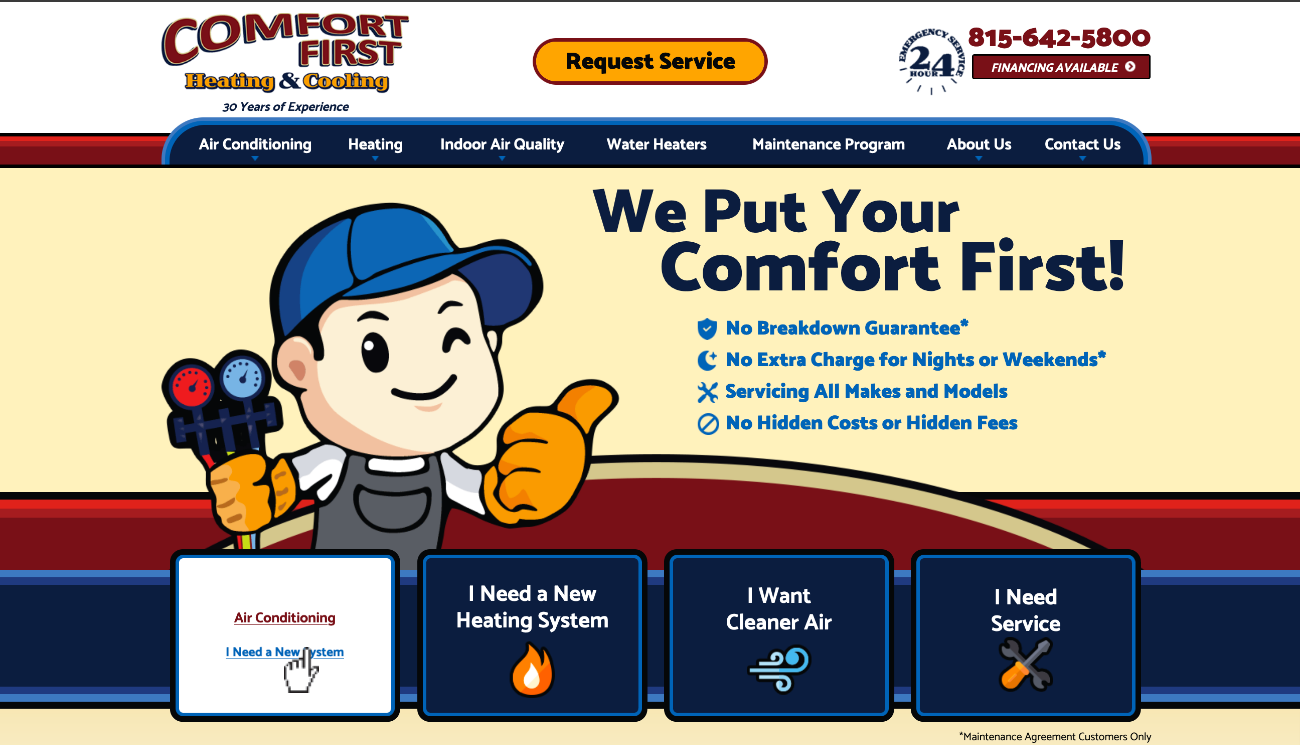 COMFORT
FIRST
Heating & Cooling
30 Years of Experience
Request Service
EMERGENCY SERVICE
24
HOUR
815-642-5800
FINANCING AVAILABLE
Air Conditioning
Heating
Indoor Air Quality
Water Heaters
Maintenance Program
About Us
Contact Us
We Put Your
Comfort First!
No Breakdown Guarantee*
No Extra Charge for Nights or Weekends*
Servicing All Makes and Models
No Hidden Costs or Hidden Fees
Air Conditioning
I Need a New System
I Need a New
Heating System
I Want
Cleaner Air
I Need
Service
*Maintenance Agreement Customers Only